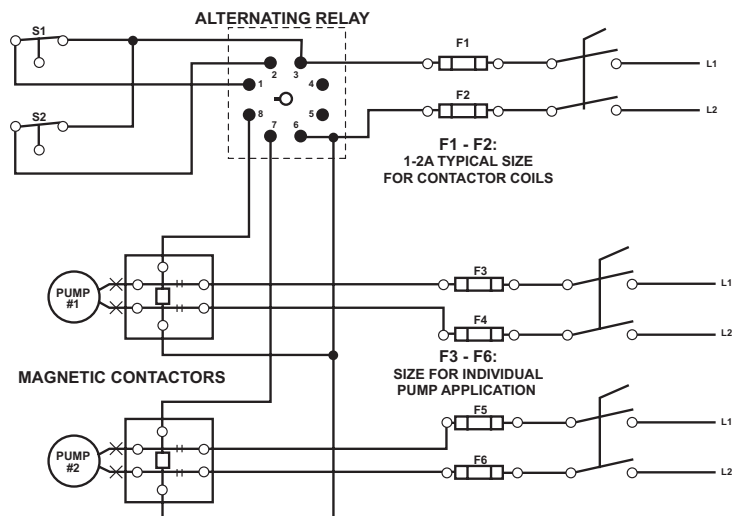 ALTERNATING RELAY
S1
F1
2
3
L1
1
4
F2
8
5
L2
S2
7
6
F1 - F2:
1-2A TYPICAL SIZE
FOR CONTACTOR COILS
F3
L1
PUMP
#1
F4
L2
F3 - F6:
SIZE FOR INDIVIDUAL
PUMP APPLICATION
MAGNETIC CONTACTORS
F5
L1
PUMP
#2
F6
L2